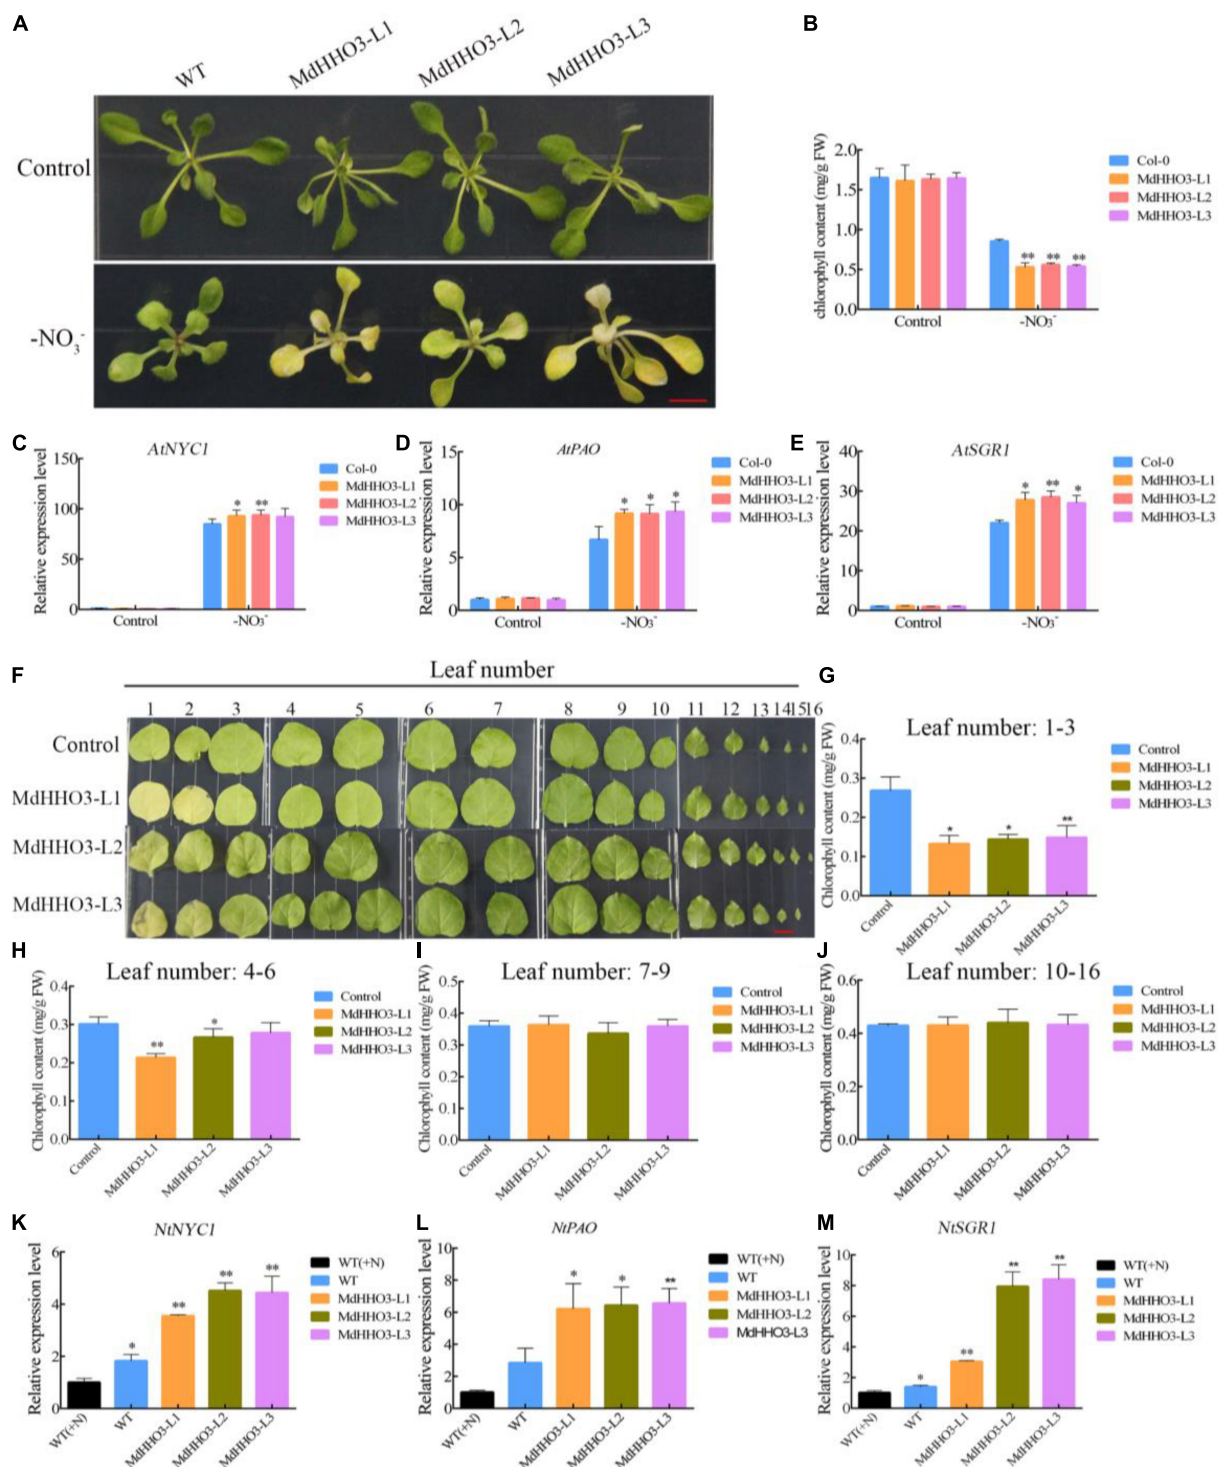 A
WT
MdHHO3-L1
MdHHO3-L2
MdHHO3-L3
Control
-NO₃⁻
B
chlorophyll content (mg/g FW)
2.0
1.5
1.0
0.5
0.0
** ** **
Control
-NO₃⁻
Col-0
MdHHO3-L1
MdHHO3-L2
MdHHO3-L3
C
AtNYC1
Relative expression level
150
100
50
0
* **
Control
-NO₃⁻
Col-0
MdHHO3-L1
MdHHO3-L2
MdHHO3-L3
D
AtPAO
Relative expression level
15
10
5
0
* * *
Control
-NO₃⁻
Col-0
MdHHO3-L1
MdHHO3-L2
MdHHO3-L3
E
AtSGR1
Relative expression level
40
30
20
10
0
* ** *
Control
-NO₃⁻
Col-0
MdHHO3-L1
MdHHO3-L2
MdHHO3-L3
F
Leaf number
1 2 3 4 5 6 7 8 9 10 11 12 13 14 15 16
Control
MdHHO3-L1
MdHHO3-L2
MdHHO3-L3
G
Leaf number: 1-3
Chlorophyll content (mg/g FW)
0.4
0.3
0.2
0.1
0.0
* * **
Control
MdHHO3-L1
MdHHO3-L2
MdHHO3-L3
Control
MdHHO3-L1
MdHHO3-L2
MdHHO3-L3
H
Leaf number: 4-6
Chlorophyll content (mg/g FW)
0.4
0.3
0.2
0.1
0.0
** *
Control
MdHHO3-L1
MdHHO3-L2
MdHHO3-L3
Control
MdHHO3-L1
MdHHO3-L2
MdHHO3-L3
I
Leaf number: 7-9
Chlorophyll content (mg/g FW)
0.5
0.4
0.3
0.2
0.1
0.0
Control
MdHHO3-L1
MdHHO3-L2
MdHHO3-L3
Control
MdHHO3-L1
MdHHO3-L2
MdHHO3-L3
J
Leaf number: 10-16
Chlorophyll content (mg/g FW)
0.6
0.4
0.2
0.0
Control
MdHHO3-L1
MdHHO3-L2
MdHHO3-L3
Control
MdHHO3-L1
MdHHO3-L2
MdHHO3-L3
K
NtNYC1
Relative expression level
6
4
2
0
* ** ** **
WT(+N)
WT
MdHHO3-L1
MdHHO3-L2
MdHHO3-L3
WT(+N)
WT
MdHHO3-L1
MdHHO3-L2
MdHHO3-L3
L
NtPAO
Relative expression level
10
8
6
4
2
0
* * **
WT(+N)
WT
MdHHO3-L1
MdHHO3-L2
MdHHO3-L3
WT(+N)
WT
MdHHO3-L1
MdHHO3-L2
MdHHO3-L3
M
NtSGR1
Relative expression level
10
8
6
4
2
0
* ** ** **
WT(+N)
WT
MdHHO3-L1
MdHHO3-L2
MdHHO3-L3
WT(+N)
WT
MdHHO3-L1
MdHHO3-L2
MdHHO3-L3